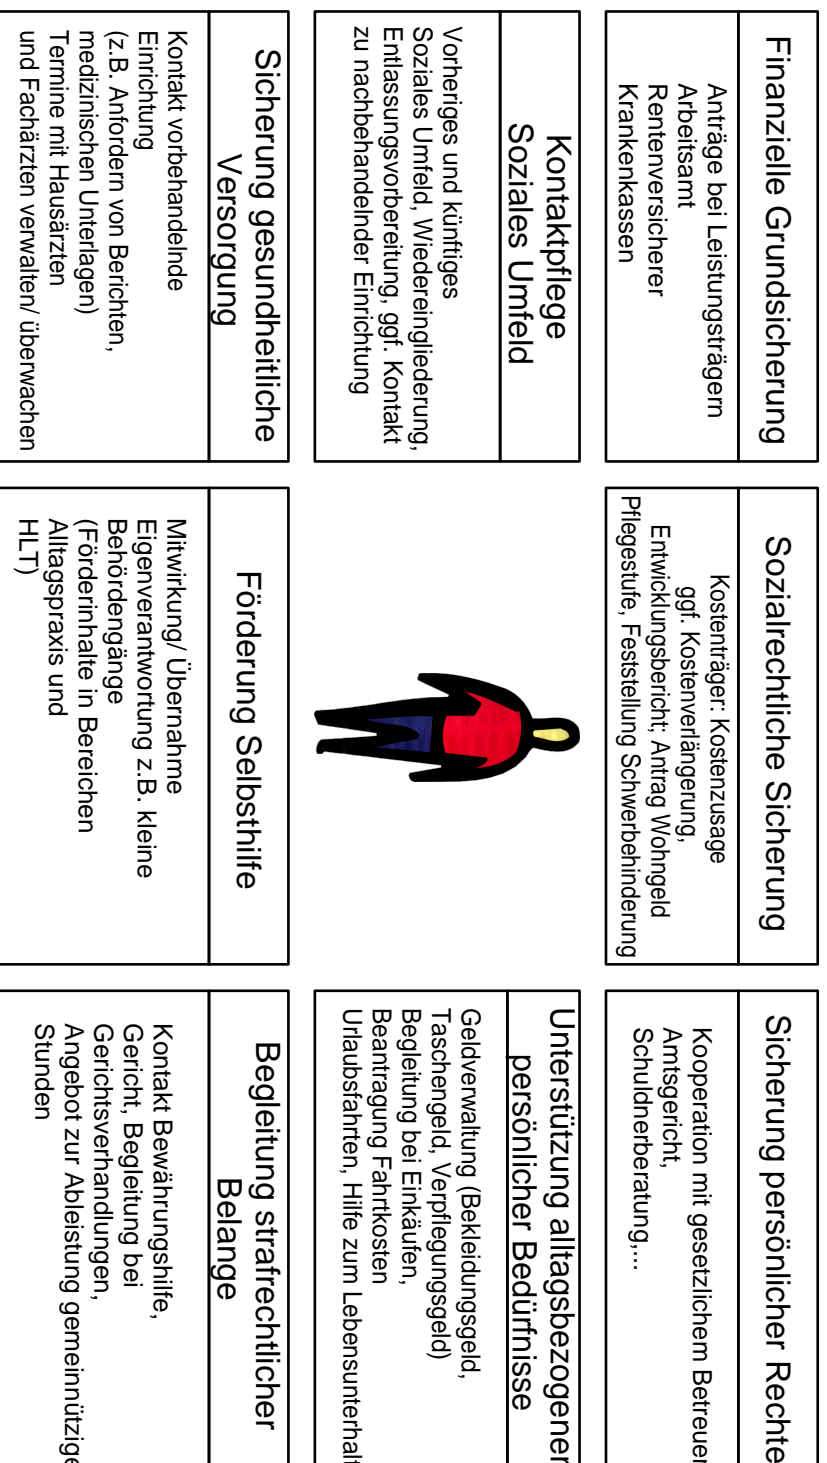 Finanzielle Grundsicherung
Anträge bei Leistungsträgern
Arbeitsamt
Rentenversicherer
Krankenkassen
Sozialrechtliche Sicherung
Kostenträger: Kostenzusage
ggf. Kostenverlängerung,
Entwicklungsbericht; Antrag Wohngeld
Pflegestufe, Feststellung Schwerbehinderung
Sicherung persönlicher Rechte
Kooperation mit gesetzlichem Betreuer
Amtsgericht,
Schuldnerberatung,...
Kontaktpflege
Soziales Umfeld
Vorheriges und künftiges
Soziales Umfeld, Wiedereingliederung,
Entlassungsvorbereitung, ggf. Kontakt
zu nachbehandelnder Einrichtung
Unterstützung alltagsbezogener
persönlicher Bedürfnisse
Geldverwaltung (Bekleidungsgeld,
Taschengeld, Verpflegungsgeld)
Begleitung bei Einkäufen,
Beantragung Fahrtkosten
Urlaubsfahrten, Hilfe zum Lebensunterhalt
Sicherung gesundheitliche
Versorgung
Kontakt vorbehandelnde
Einrichtung
(z.B. Anfordern von Berichten,
medizinischen Unterlagen)
Termine mit Hausärzten
und Fachärzten verwalten/ überwachen
Förderung Selbsthilfe
Mitwirkung/ Übernahme
Eigenverantwortung z.B. kleine
Behördengänge
(Förderinhalte in Bereichen
Alltagspraxis und
HLT)
Begleitung strafrechtlicher
Belange
Kontakt Bewährungshilfe,
Gericht, Begleitung bei
Gerichtsverhandlungen,
Angebot zur Ableistung gemeinnützige
Stunden